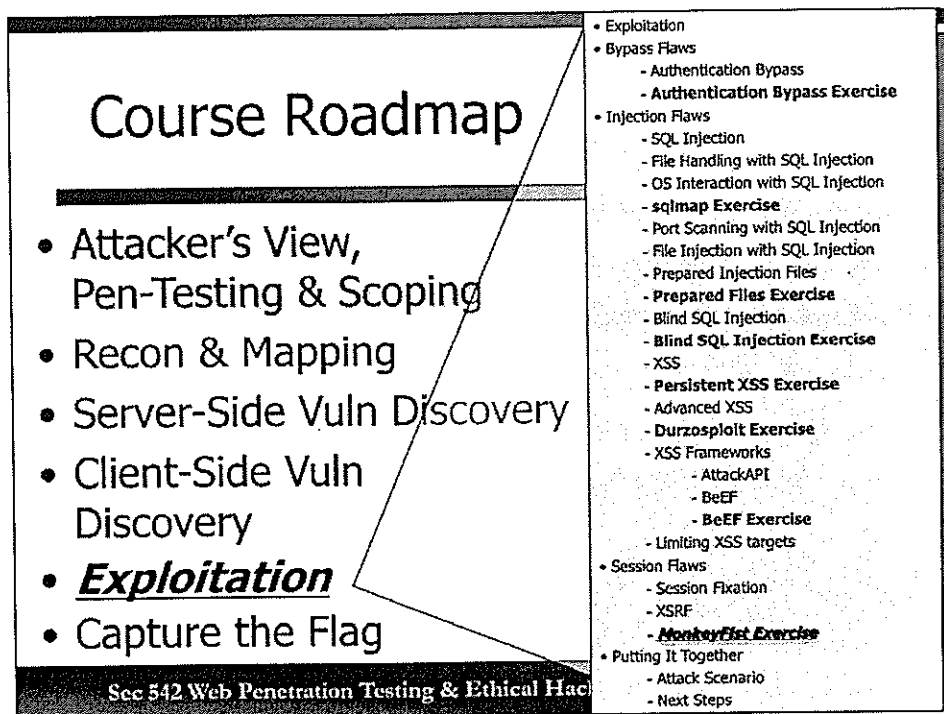 Course Roadmap
• Attacker's View,
Pen-Testing & Scoping
• Recon & Mapping
• Server-Side Vuln Discovery
• Client-Side Vuln
Discovery
• Exploitation
• Capture the Flag
Sec 542 Web Penetration Testing & Ethical Hac
• Exploitation
• Bypass Flaws
- Authentication Bypass
- Authentication Bypass Exercise
• Injection Flaws
- SQL Injection
- File Handling with SQL Injection
- OS Interaction with SQL Injection
- sqlmap Exercise
- Port Scanning with SQL Injection
- File Injection with SQL Injection
- Prepared Injection Files
- Prepared Files Exercise
- Blind SQL Injection
- Blind SQL Injection Exercise
- XSS
- Persistent XSS Exercise
- Advanced XSS
- Durzosploit Exercise
- XSS Frameworks
- AttackAPI
- BeEF
- BeEF Exercise
- Limiting XSS targets
• Session Flaws
- Session Fixation
- XSRF
- MonkeyFist Exercise
• Putting It Together
- Attack Scenario
- Next Steps